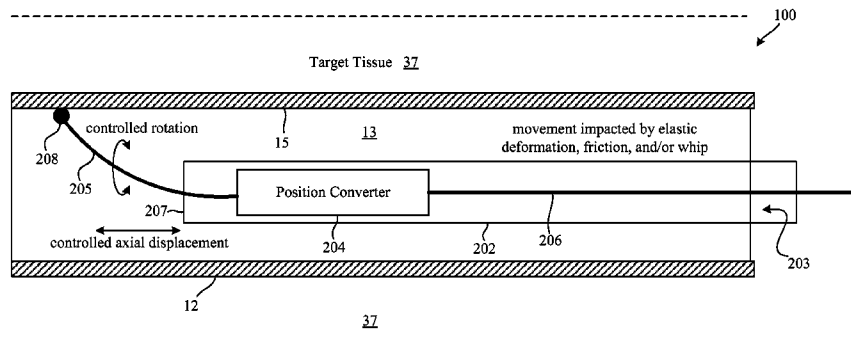 100
Target Tissue 37
controlled rotation
15
13
movement impacted by elastic
deformation, friction, and/or whip
208
205
Position Converter
207
controlled axial displacement
204
202
206
203
12
37